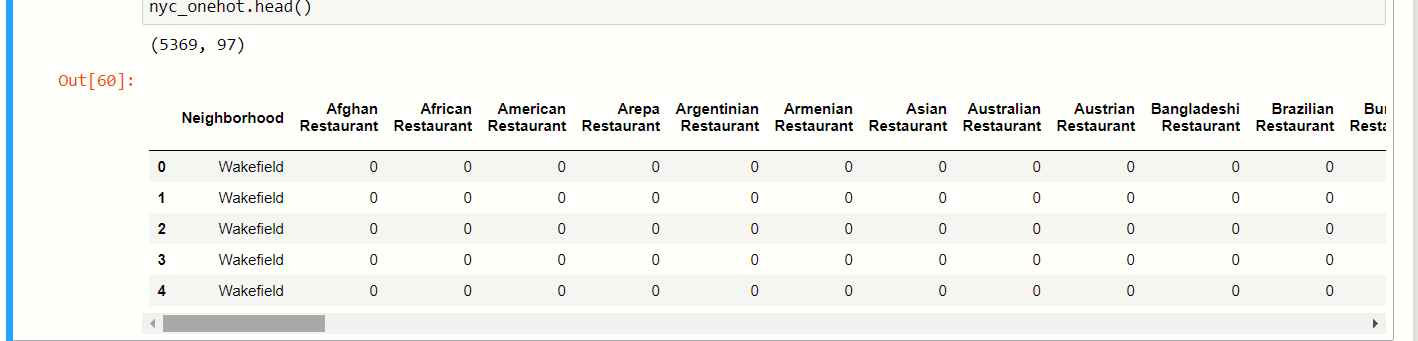 nyc_onehot.head()
(5369, 97)
Out[60]:
Neighborhood Afghan Restaurant African Restaurant American Restaurant Arepa Restaurant Argentinian Restaurant Armenian Restaurant Asian Restaurant Australian Restaurant Austrian Restaurant Bangladeshi Restaurant Brazilian Restaurant
0 Wakefield 0 0 0 0 0 0 0 0 0 0 0
1 Wakefield 0 0 0 0 0 0 0 0 0 0 0
2 Wakefield 0 0 0 0 0 0 0 0 0 0 0
3 Wakefield 0 0 0 0 0 0 0 0 0 0 0
4 Wakefield 0 0 0 0 0 0 0 0 0 0 0